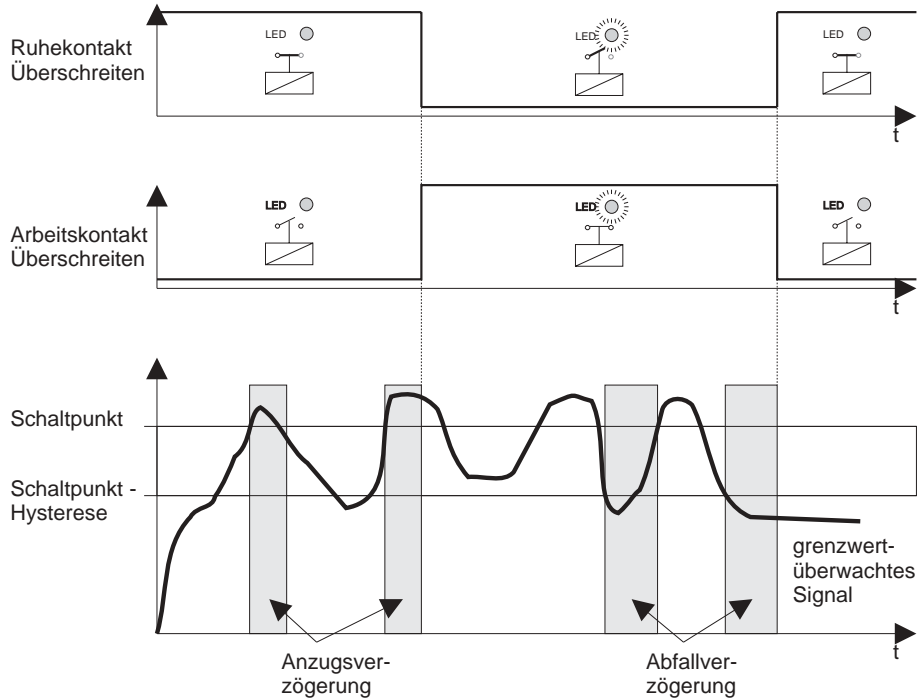 LED
LED
LED
Ruhekontakt
Überschreiten
t
LED
LED
LED
Arbeitskontakt
Überschreiten
t
Schaltpunkt
Schaltpunkt -
Hysterese
grenzwert-
überwachtes
Signal
t
Anzugsver-
zögerung
Abfallver-
zögerung